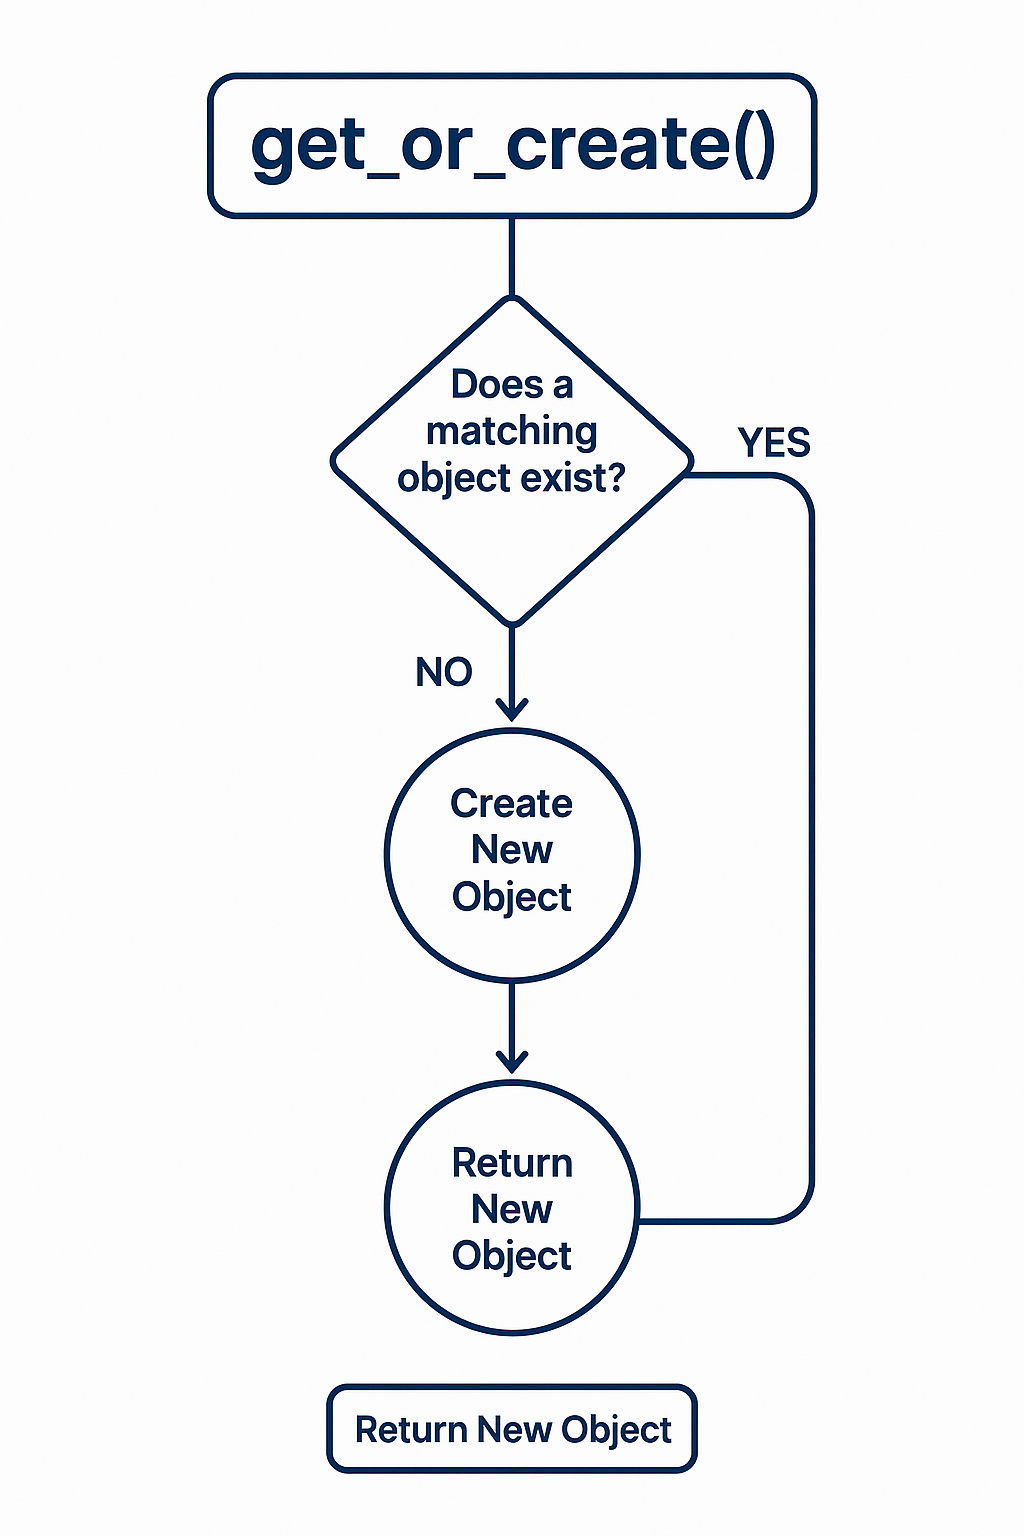 get_or_create()
Does a
matching
object exist?
YES
NO
Create
New
Object
Return
New
Object
Return New Object